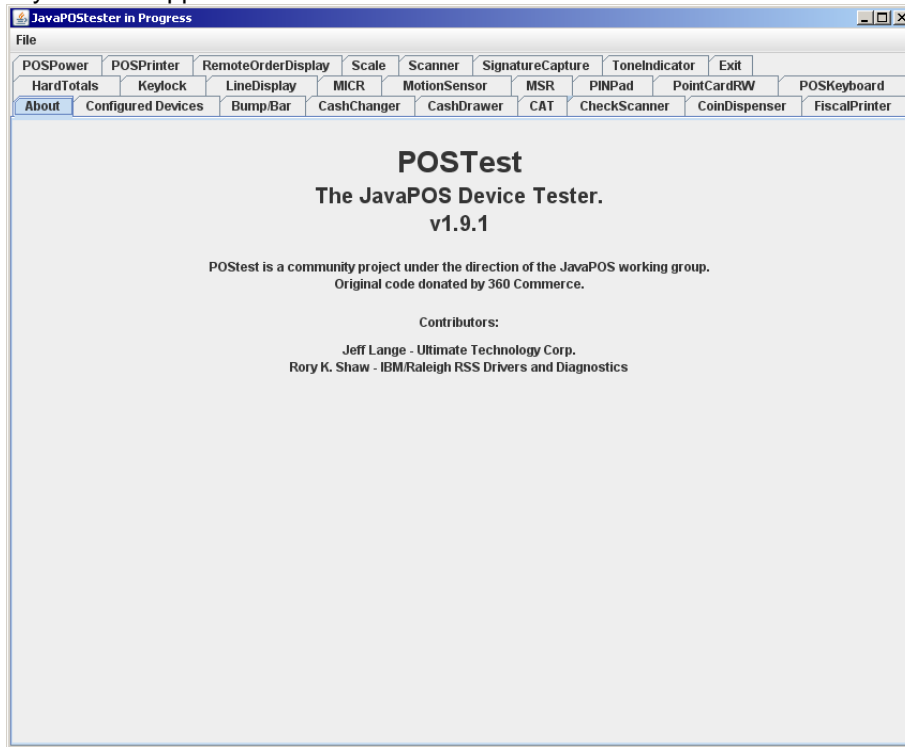 JavaPOStester in Progress
File
POSPower POSPrinter RemoteOrderDisplay Scale Scanner SignatureCapture ToneIndicator Exit
HardTotals Keylock LineDisplay MICR MotionSensor MSR PINPad PointCardRW POSKeyboard
About Configured Devices Bump/Bar CashChanger CashDrawer CAT CheckScanner CoinDispenser FiscalPrinter
POSTest
The JavaPOS Device Tester.
v1.9.1
POStest is a community project under the direction of the JavaPOS working group.
Original code donated by 360 Commerce.
Contributors:
Jeff Lange - Ultimate Technology Corp.
Rory K. Shaw - IBM/Raleigh RSS Drivers and Diagnostics